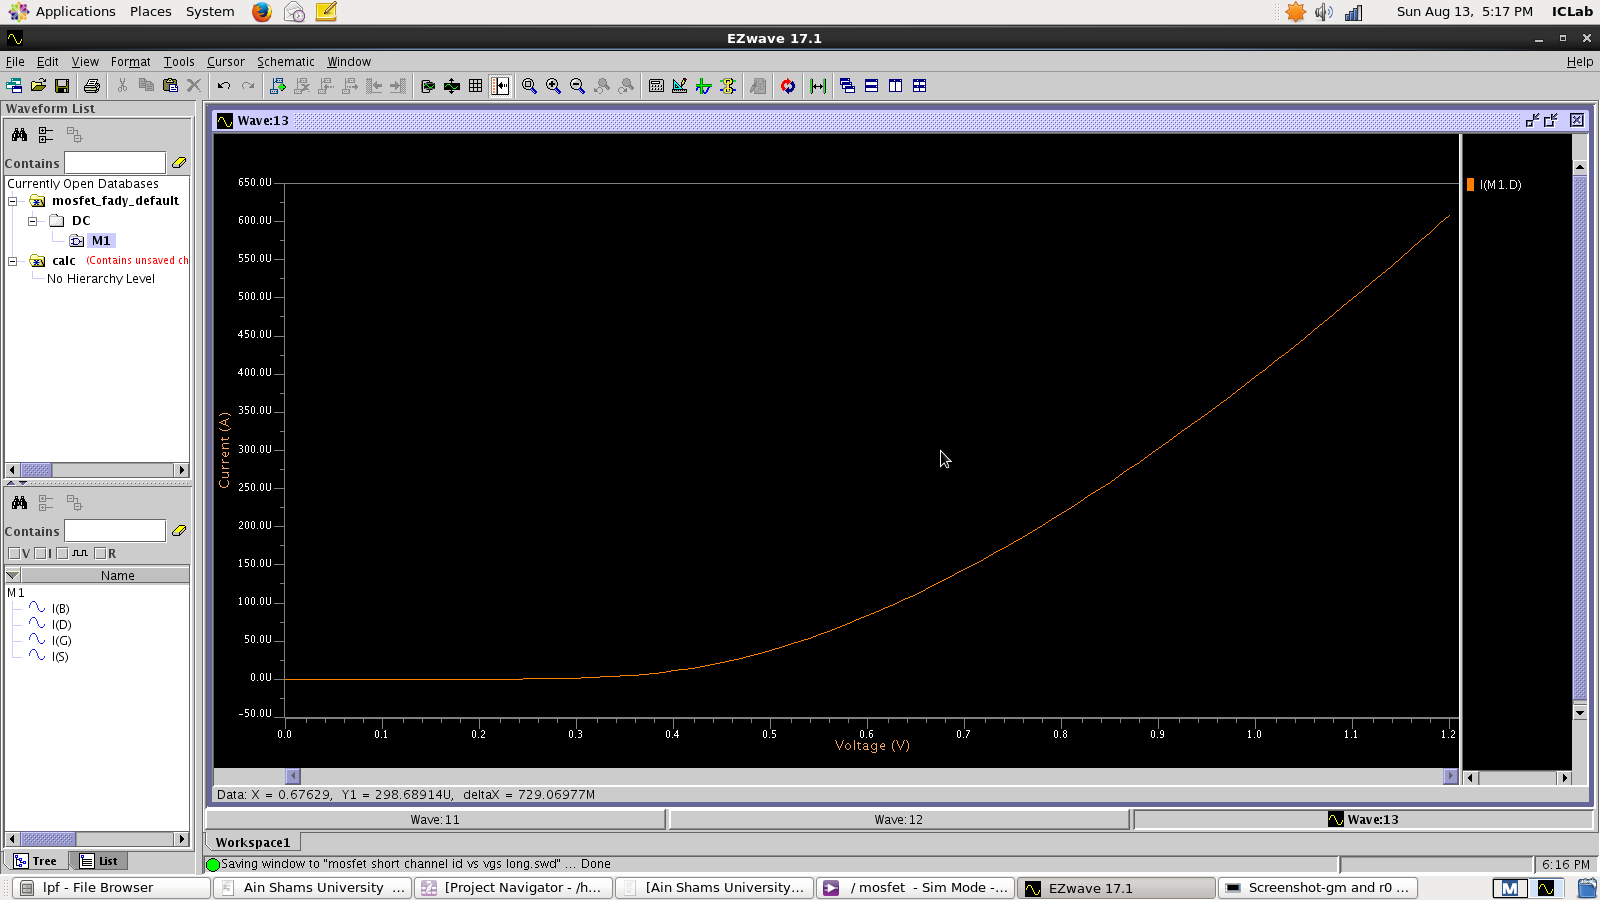 Applications Places System Sun Aug 13, 5:17 PM ICLab
EZwave 17.1
File Edit View Format Tools Cursor Schematic Window Help
Waveform List
Contains
Currently Open Databases
mosfet_fady_default
DC
M1
calc (Contains unsaved ch
No Hierarchy Level
Contains
V I R
Name
M1
I(B)
I(D)
I(G)
I(S)
Tree List
Wave:13
I(M1.D)
650.0U
600.0U
550.0U
500.0U
450.0U
400.0U
350.0U
300.0U
250.0U
200.0U
150.0U
100.0U
50.0U
0.0U
-50.0U
Current (A)
0.0 0.1 0.2 0.3 0.4 0.5 0.6 0.7 0.8 0.9 1.0 1.1 1.2
Voltage (V)
Data: X = 0.67629, Y1 = 298.68914U, deltaX = 729.06977M
Wave:11 Wave:12 Wave:13
Workspace1
Saving window to "mosfet short channel id vs vgs long.swd" ... Done 6:16 PM
lpf - File Browser Ain Shams University ... [Project Navigator - /h... [Ain Shams University... / mosfet - Sim Mode -... EZwave 17.1 Screenshot-gm and r0 ... M